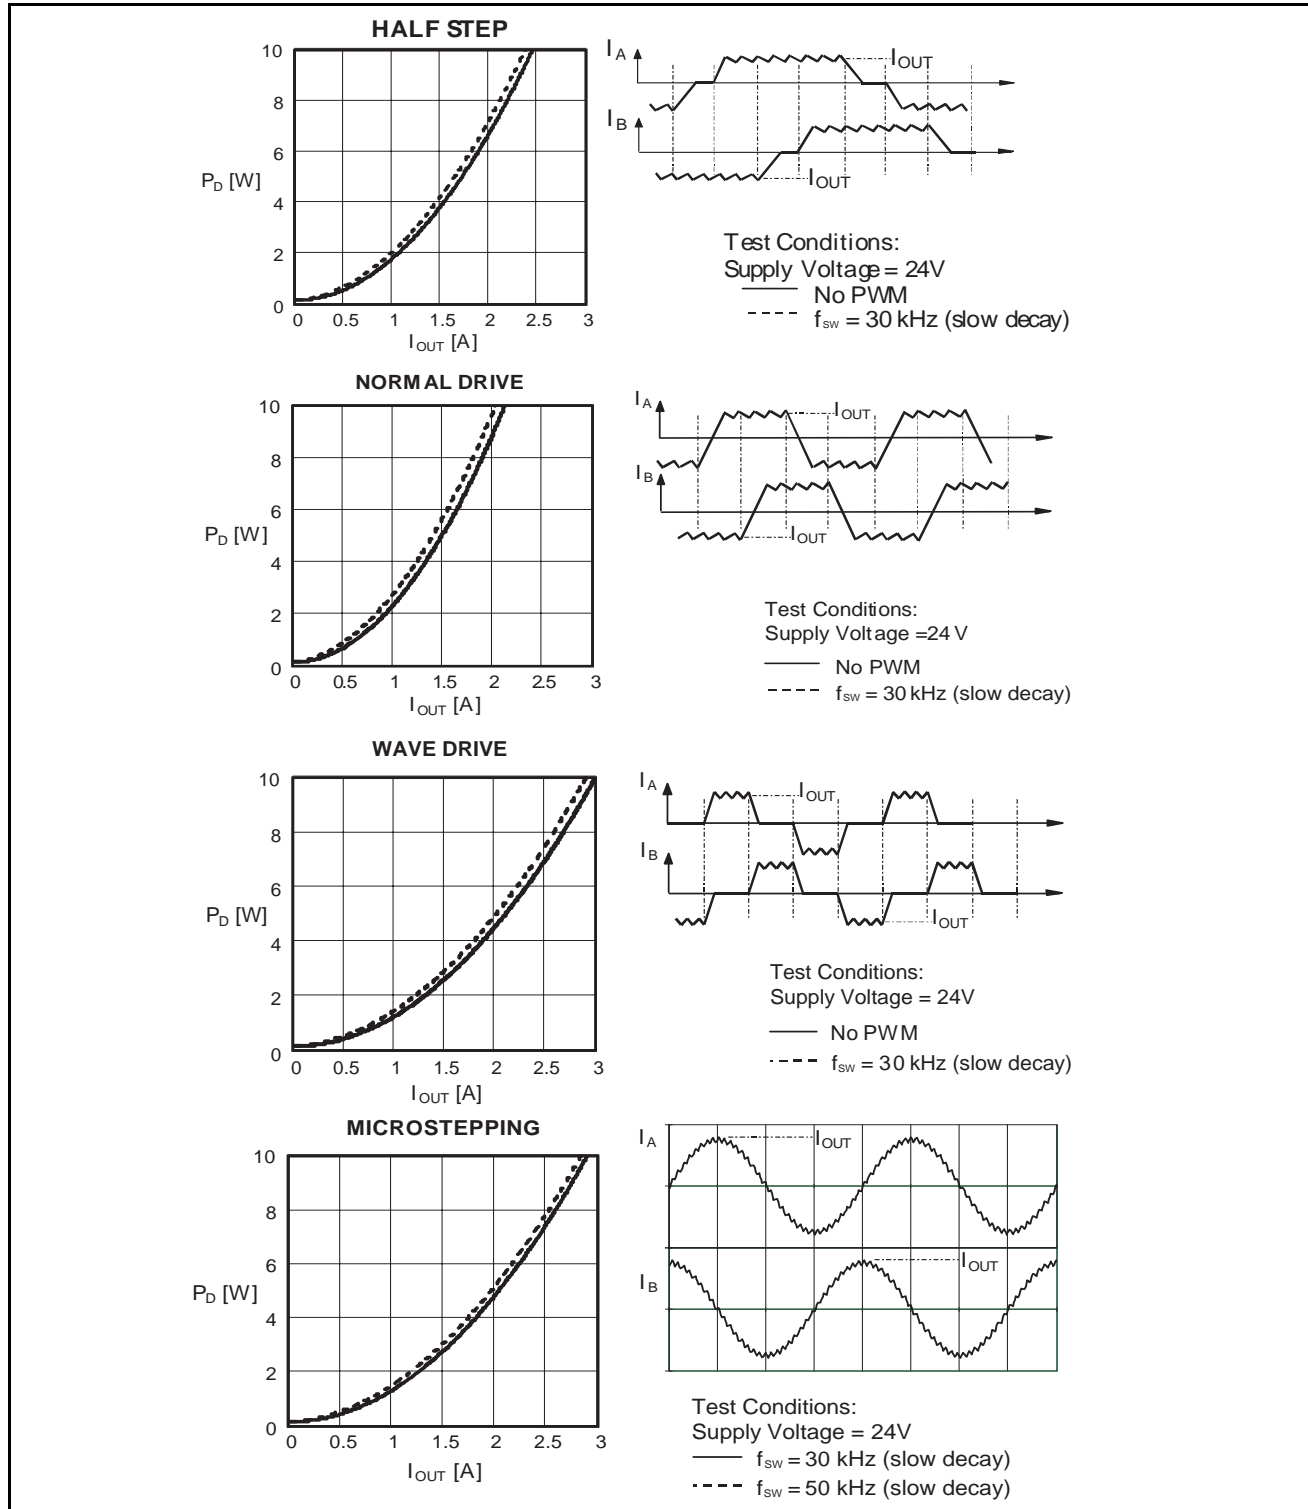 HALF STEP
10
8
6
4
2
0
P_D [W]
0 0.5 1 1.5 2 2.5 3
I_OUT [A]
I_A
I_OUT
I_B
I_OUT
Test Conditions:
Supply Voltage = 24V
No PWM
f_SW = 30 kHz (slow decay)
NORMAL DRIVE
10
8
6
4
2
0
P_D [W]
0 0.5 1 1.5 2 2.5 3
I_OUT [A]
I_A
I_OUT
I_B
I_OUT
Test Conditions:
Supply Voltage =24 V
No PWM
f_SW = 30 kHz (slow decay)
WAVE DRIVE
10
8
6
4
2
0
P_D [W]
0 0.5 1 1.5 2 2.5 3
I_OUT [A]
I_A
I_OUT
I_B
I_OUT
Test Conditions:
Supply Voltage = 24V
No PWM
f_SW = 30 kHz (slow decay)
MICROSTEPPING
10
8
6
4
2
0
P_D [W]
0 0.5 1 1.5 2 2.5 3
I_OUT [A]
I_A
I_OUT
I_B
I_OUT
Test Conditions:
Supply Voltage = 24V
f_SW = 30 kHz (slow decay)
f_SW = 50 kHz (slow decay)